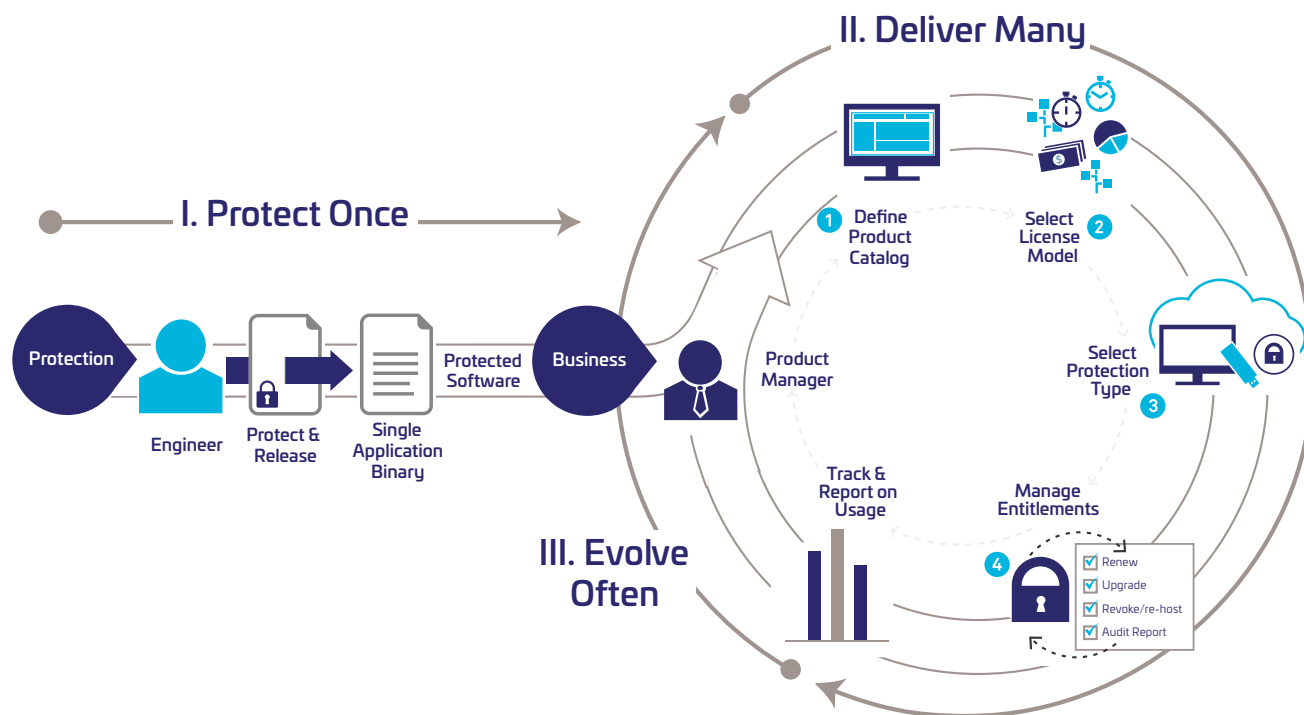 II. Deliver Many
I. Protect Once
1
Define
Product
Catalog
Select
License
Model
2
Protection
Engineer
Protect &
Release
Single
Application
Binary
Protected
Software
Business
Product
Manager
Select
Protection
Type
3
Track &
Report on
Usage
Manage
Entitlements
4
Renew
Upgrade
Revoke/re-host
Audit Report
III. Evolve
Often
$